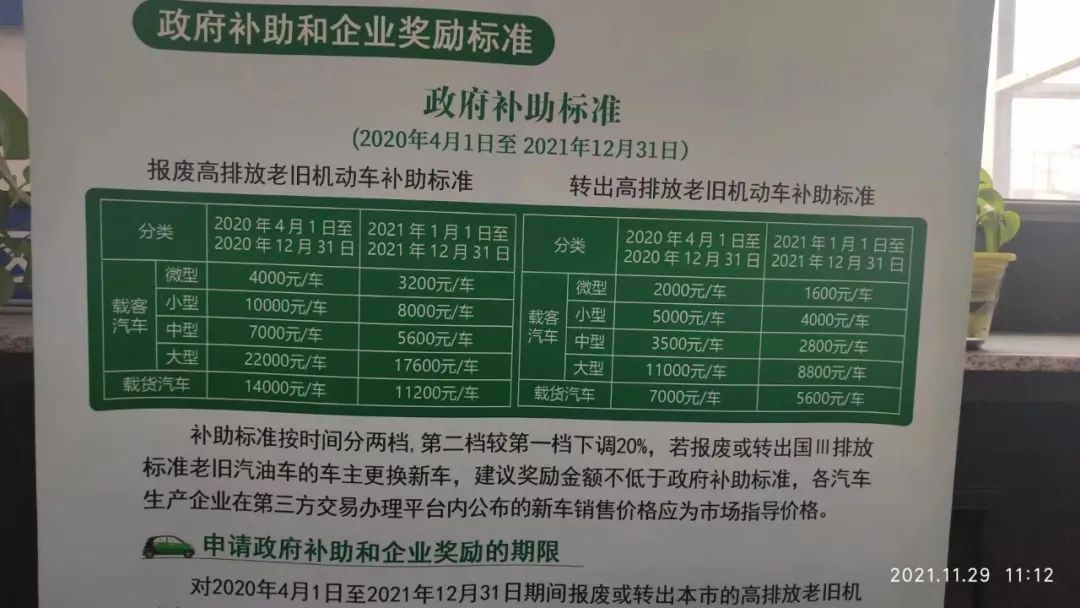 政府补助和企业奖励标准
政府补助标准
(2020年4月1日至 2021年12月31日)
报废高排放老旧机动车补助标准
转出高排放老旧机动车补助标准
分类 2020年4月1日至 2020年12月31日 2021年1月1日至 2021年12月31日
载客汽车 微型 4000元/车 3200元/车
小型 10000元/车 8000元/车
中型 7000元/车 5600元/车
大型 22000元/车 17600元/车
载货汽车 14000元/车 11200元/车
分类 2020年4月1日至 2020年12月31日 2021年1月1日至 2021年12月31日
载客汽车 微型 2000元/车 1600元/车
小型 5000元/车 4000元/车
中型 3500元/车 2800元/车
大型 11000元/车 8800元/车
载货汽车 7000元/车 5600元/车
补助标准按时间分两档,第二档较第一档下调20%,若报废或转出国Ⅲ排放
标准老旧汽油车的车主更换新车,建议奖励金额不低于政府补助标准,各汽车
生产企业在第三方交易办理平台内公布的新车销售价格应为市场指导价格。
申请政府补助和企业奖励的期限
对2020年4月1日至2021年12月31日期间报废或转出本市的高排放老旧机
2021.11.29 11:12